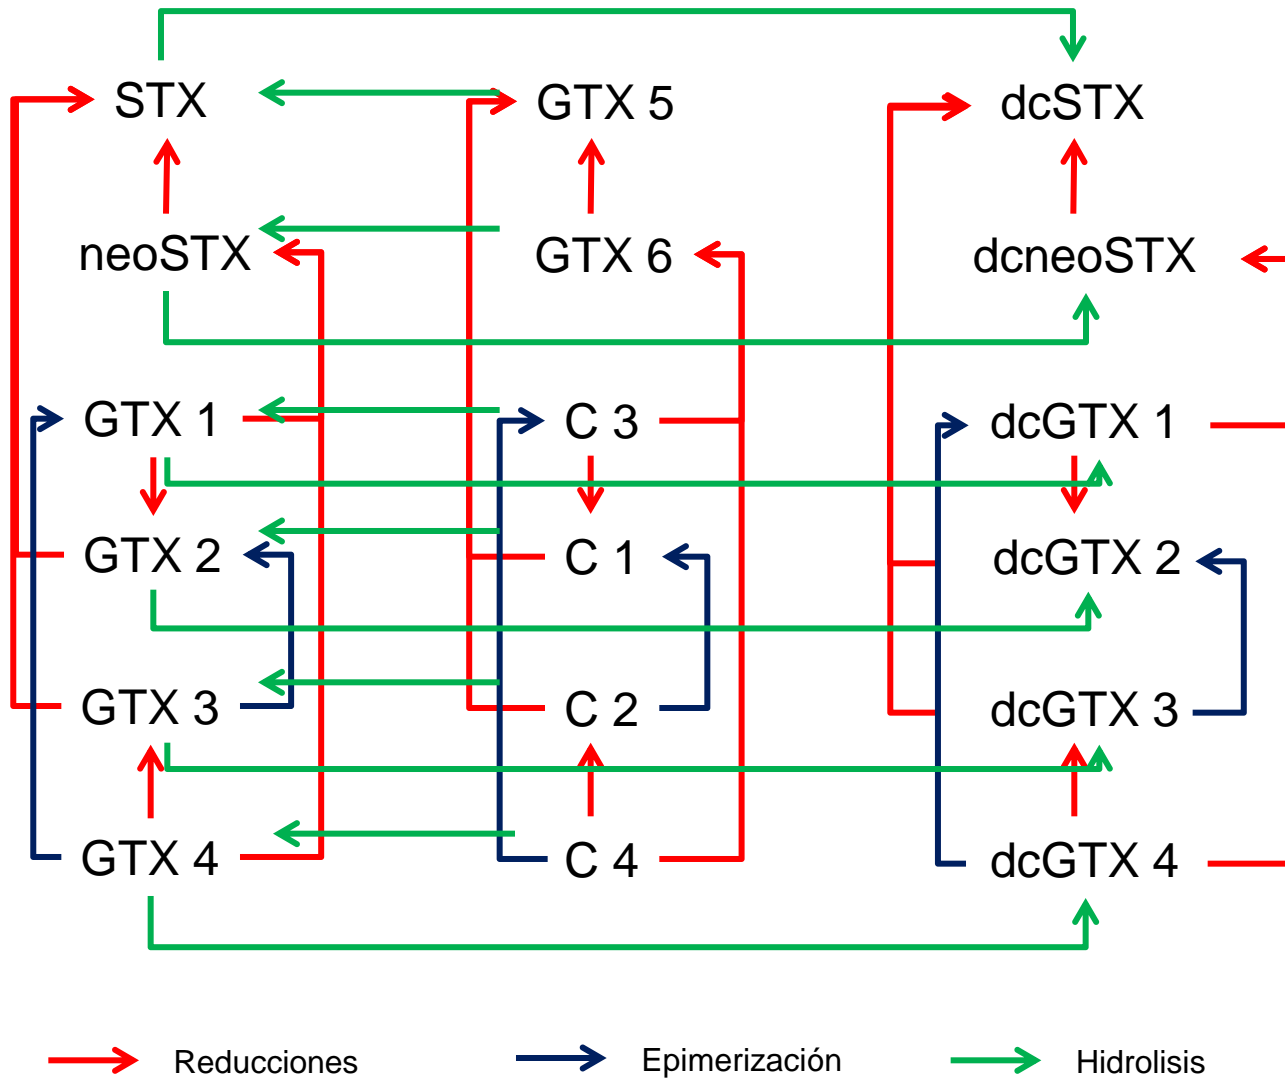 STX GTX 5 dcSTX
neoSTX GTX 6 dcneoSTX
GTX 1 C 3 dcGTX 1
GTX 2 C 1 dcGTX 2
GTX 3 C 2 dcGTX 3
GTX 4 C 4 dcGTX 4
Reducciones Epimerización Hidrolisis